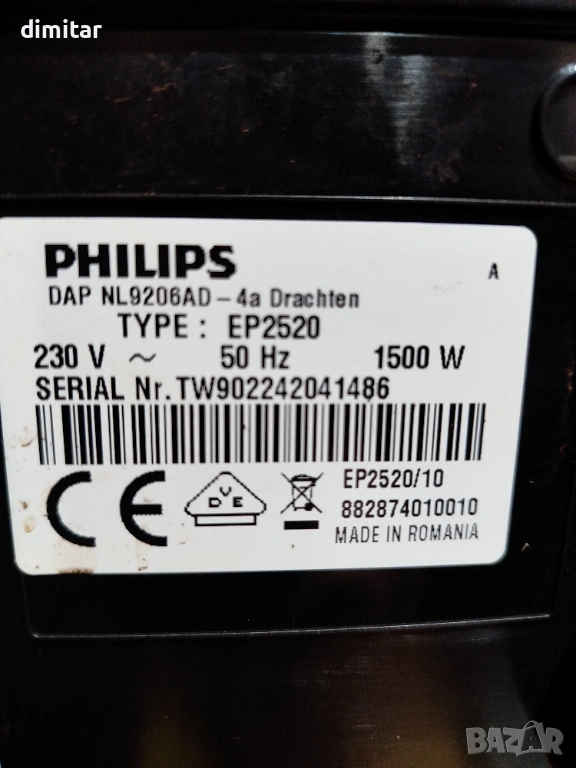 dimitar
PHILIPS
A
DAP NL9206AD – 4a Drachten
TYPE : EP2520
230 V ~ 50 Hz 1500 W
SERIAL Nr. TW902242041486
CE
D V E
EP2520/10
882874010010
MADE IN ROMANIA
BAZAR